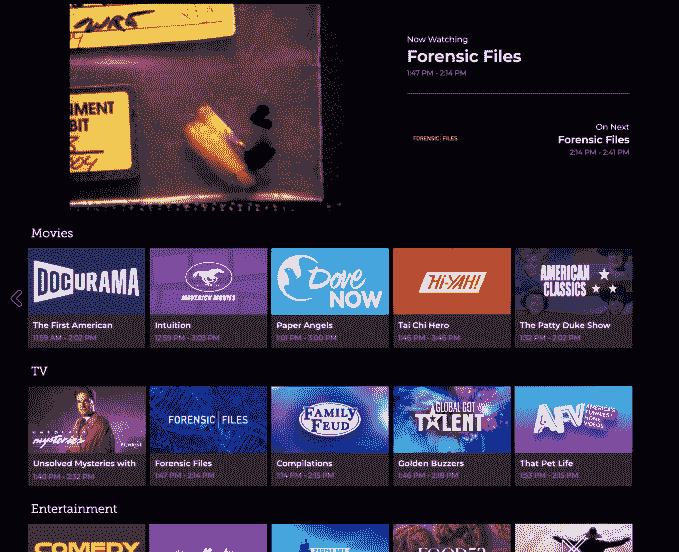 NMENT
BIT
Now Watching
Forensic Files
1:47 PM - 2:14 PM
On Next
FORENSIC FILES
Forensic Files
2:14 PM - 2:41 PM
Movies
DOCURAMA
MAVERICK MOVIES
Dove
NOW
HI-YAH!
AMERICAN
CLASSICS
The First American
Intuition
Paper Angels
Tai Chi Hero
The Patty Duke Show
11:59 AM - 2:02 PM
12:59 PM - 3:03 PM
1:01 PM - 3:00 PM
1:46 PM - 3:46 PM
1:32 PM - 2:02 PM
TV
mysteries
FORENSIC FILES
FAMILY
FEUD
GLOBAL GOT
TALENT
AFV
AMERICA'S
FUNNIEST
HOME
VIDEOS
Unsolved Mysteries with
Forensic Files
Compilations
Golden Buzzers
That Pet Life
1:40 PM - 2:32 PM
1:47 PM - 2:14 PM
1:14 PM - 2:15 PM
1:46 PM - 2:18 PM
1:53 PM - 2:15 PM
Entertainment
COMEDY